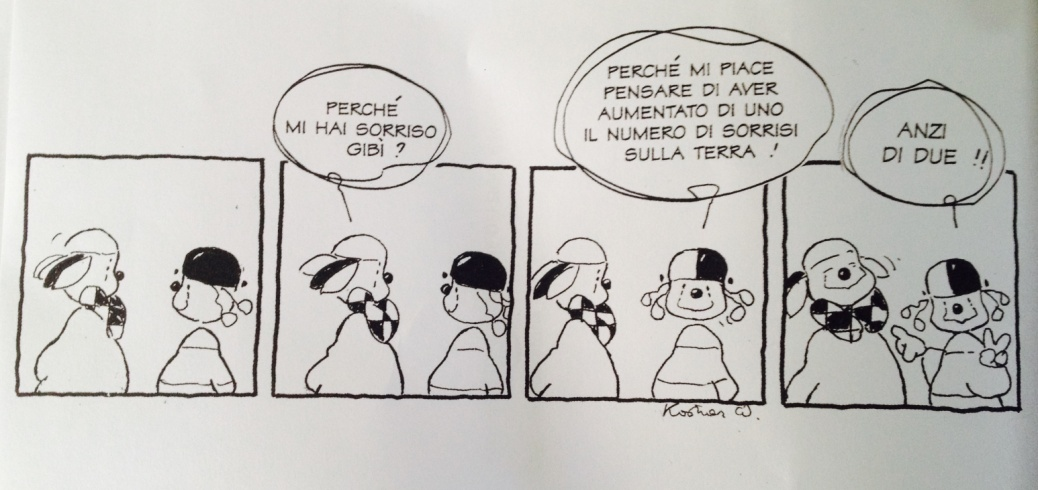 PERCHÉ
MI HAI SORRISO
GIBÌ ?
PERCHÉ MI PIACE
PENSARE DI AVER
AUMENTATO DI UNO
IL NUMERO DI SORRISI
SULLA TERRA !
ANZI
DI DUE !!
Kostner W.